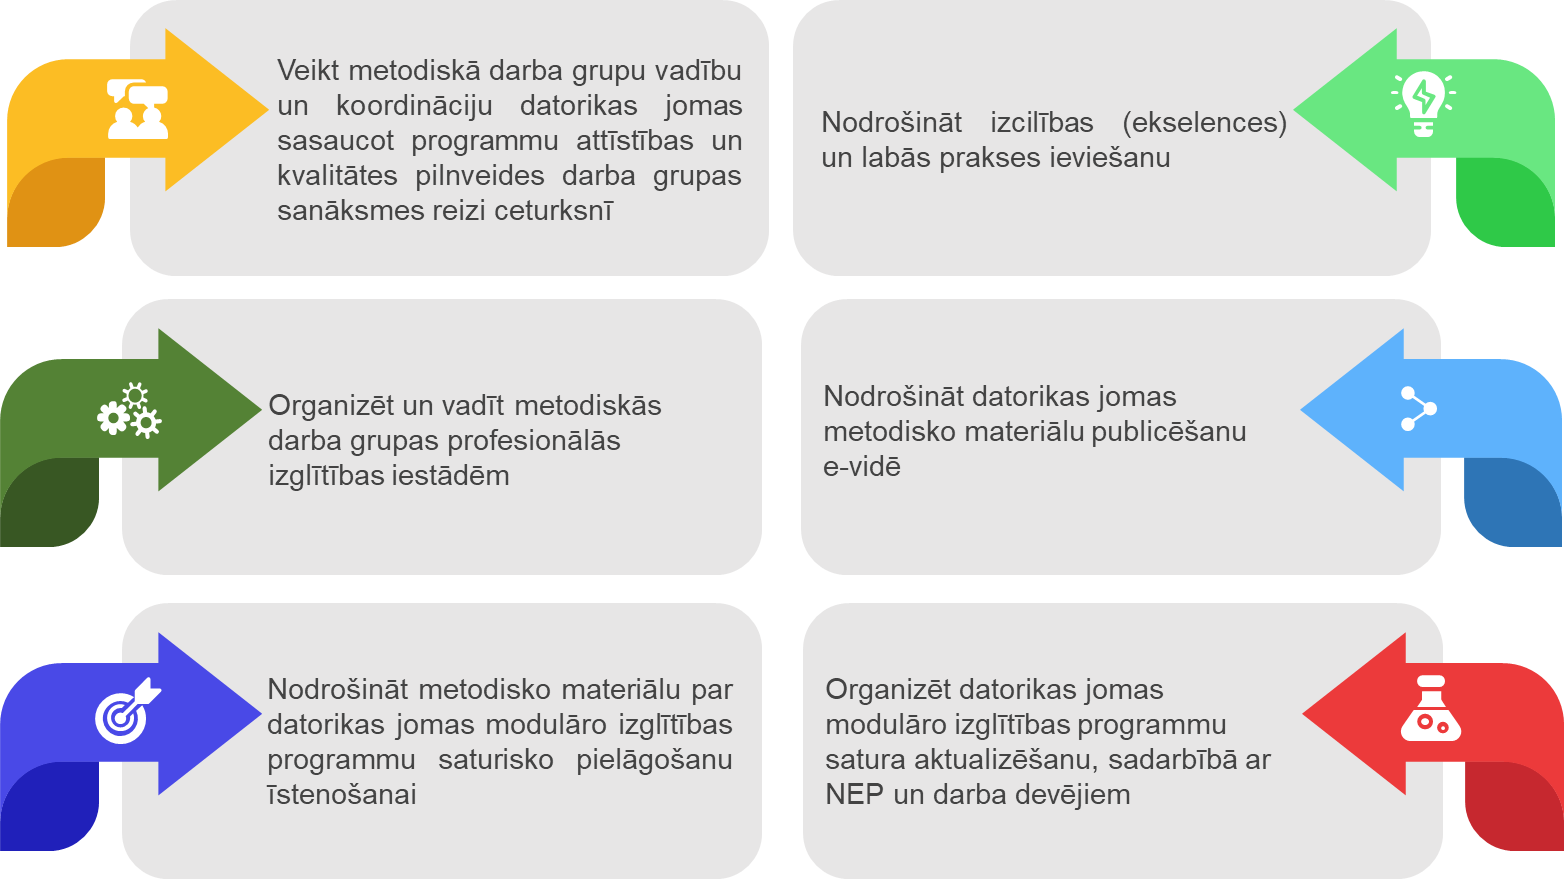 Veikt metodiskā darba grupu vadību
un koordināciju datorikas jomas
sasaucot programmu attīstības un
kvalitātes pilnveides darba grupas
sanāksmes reizi ceturksnī
Nodrošināt izcilības (ekselences)
un labās prakses ieviešanu
Organizēt un vadīt metodiskās
darba grupas profesionālās
izglītības iestādēm
Nodrošināt datorikas jomas
metodisko materiālu publicēšanu
e-vidē
Nodrošināt metodisko materiālu par
datorikas jomas modulāro izglītības
programmu saturisko pielāgošanu
īstenošanai
Organizēt datorikas jomas
modulāro izglītības programmu
satura aktualizēšanu, sadarbībā ar
NEP un darba devējiem